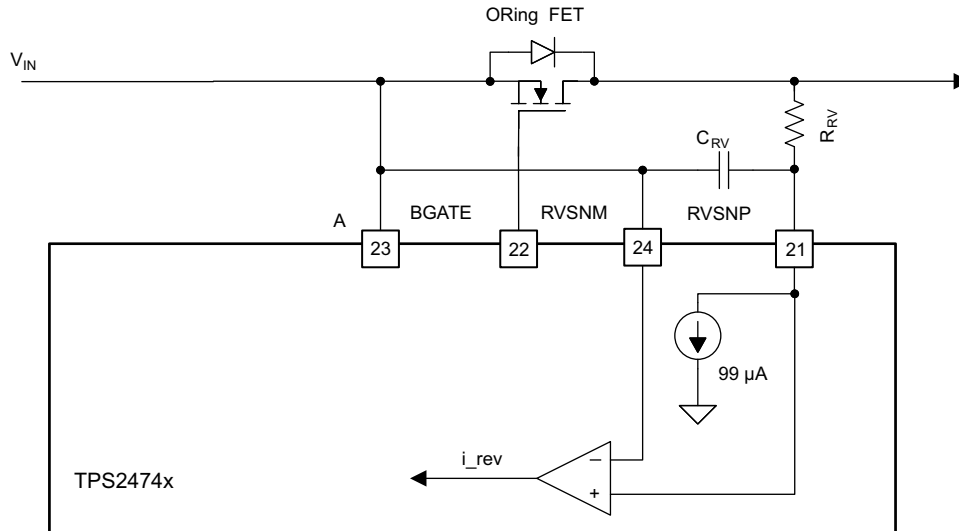 ORing FET
V_IN
C_RV
R_RV
A
BGATE
RVSNM
RVSNP
23
22
24
21
99 µA
i_rev
−
+
TPS2474x